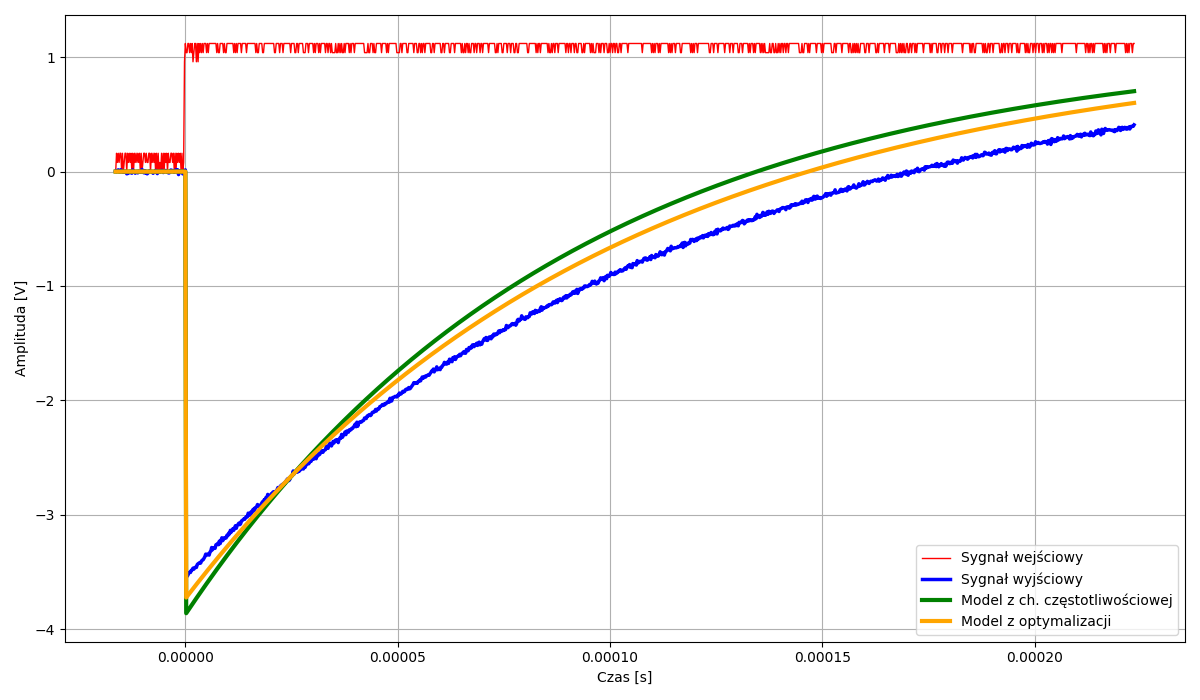 1
0
−1
−2
−3
−4
Amplituda [V]
0.00000
0.00005
0.00010
0.00015
0.00020
Czas [s]
Sygnał wejściowy
Sygnał wyjściowy
Model z ch. częstotliwościowej
Model z optymalizacji